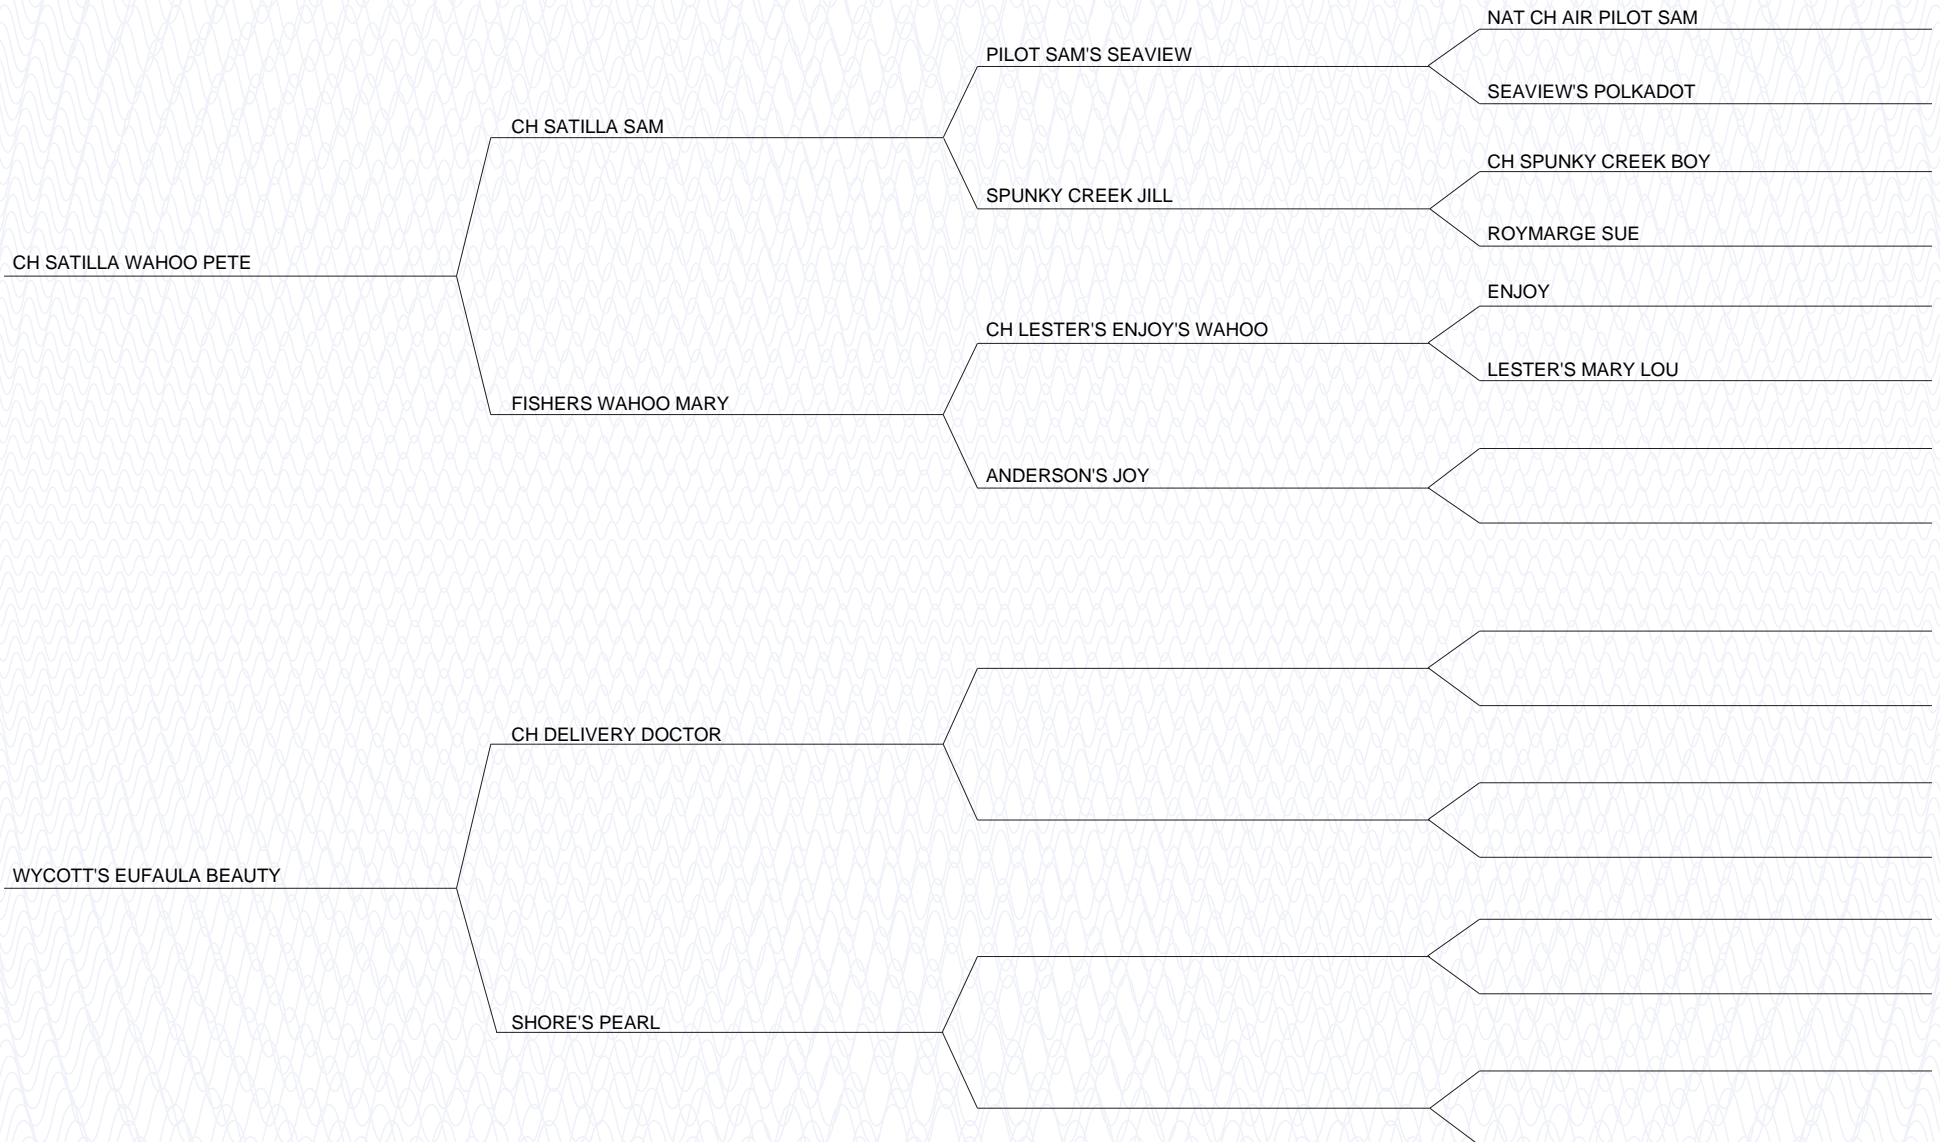 NAT CH AIR PILOT SAM
PILOT SAM'S SEAVIEW
SEAVIEW'S POLKADOT
CH SATILLA SAM
CH SPUNKY CREEK BOY
SPUNKY CREEK JILL
ROYMARGE SUE
CH SATILLA WAHOO PETE
ENJOY
CH LESTER'S ENJOY'S WAHOO
LESTER'S MARY LOU
FISHERS WAHOO MARY
ANDERSON'S JOY
CH DELIVERY DOCTOR
WYCOTT'S EUFAULA BEAUTY
SHORE'S PEARL